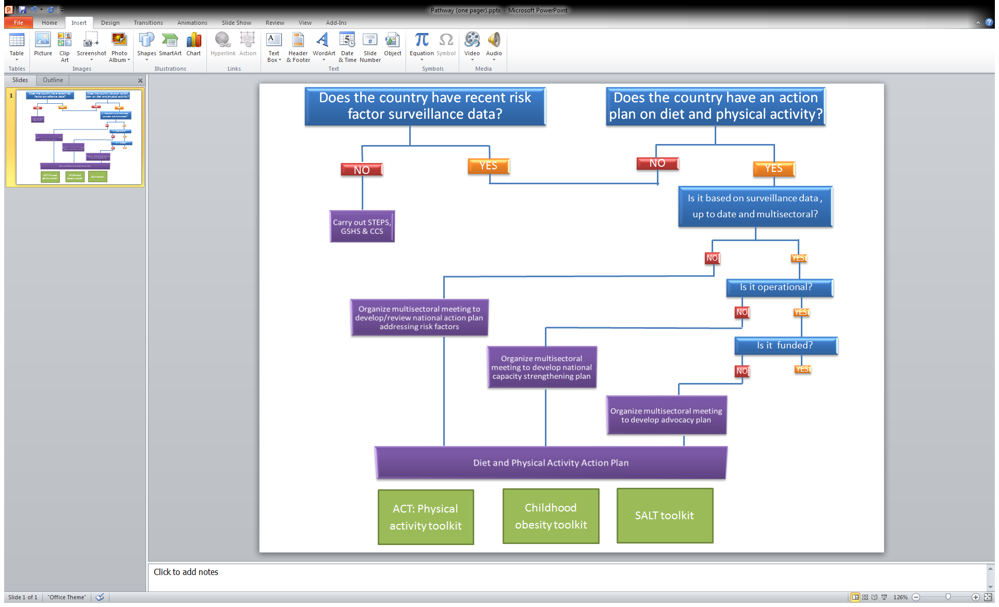 Pathway (one pager).pptx - Microsoft PowerPoint
File Home Insert Design Transitions Animations Slide Show Review View Add-Ins
Table Picture Clip Art Screenshot Photo Album Shapes SmartArt Chart Hyperlink Action Text Box Header & Footer WordArt Date & Time Slide Number Object Equation Symbol Video Audio
Tables Images Illustrations Links Text Symbols Media
Slides Outline
1
Does the country have recent risk
factor surveillance data?
Does the country have an action
plan on diet and physical activity?
NO
YES
NO
YES
Is it based on surveillance data ,
up to date and multisectoral?
Carry out STEPS,
GSHS & CCS
NO
YES
Is it operational?
Organize multisectoral meeting to
develop/review national action plan
addressing risk factors
NO
YES
Is it funded?
Organize multisectoral
meeting to develop national
capacity strengthening plan
NO
YES
Organize multisectoral meeting
to develop advocacy plan
Diet and Physical Activity Action Plan
ACT: Physical
activity toolkit
Childhood
obesity toolkit
SALT toolkit
Click to add notes
Slide 1 of 1 "Office Theme" 126%